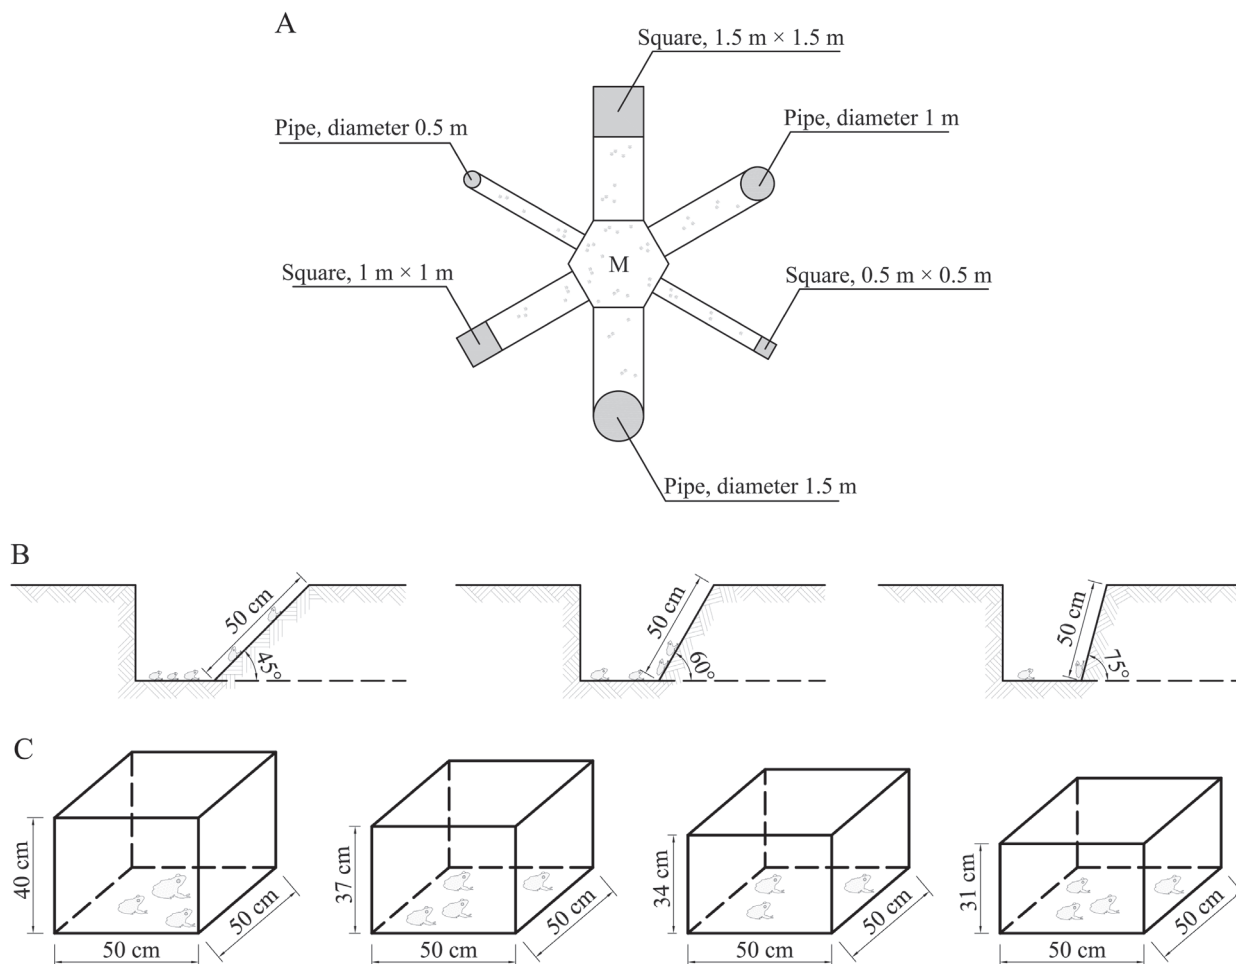 A
Square, 1.5 m × 1.5 m
Pipe, diameter 0.5 m
Pipe, diameter 1 m
M
Square, 1 m × 1 m
Square, 0.5 m × 0.5 m
Pipe, diameter 1.5 m
B
50 cm
45°
50 cm
60°
50 cm
75°
C
40 cm
50 cm
50 cm
37 cm
50 cm
50 cm
34 cm
50 cm
50 cm
31 cm
50 cm
50 cm